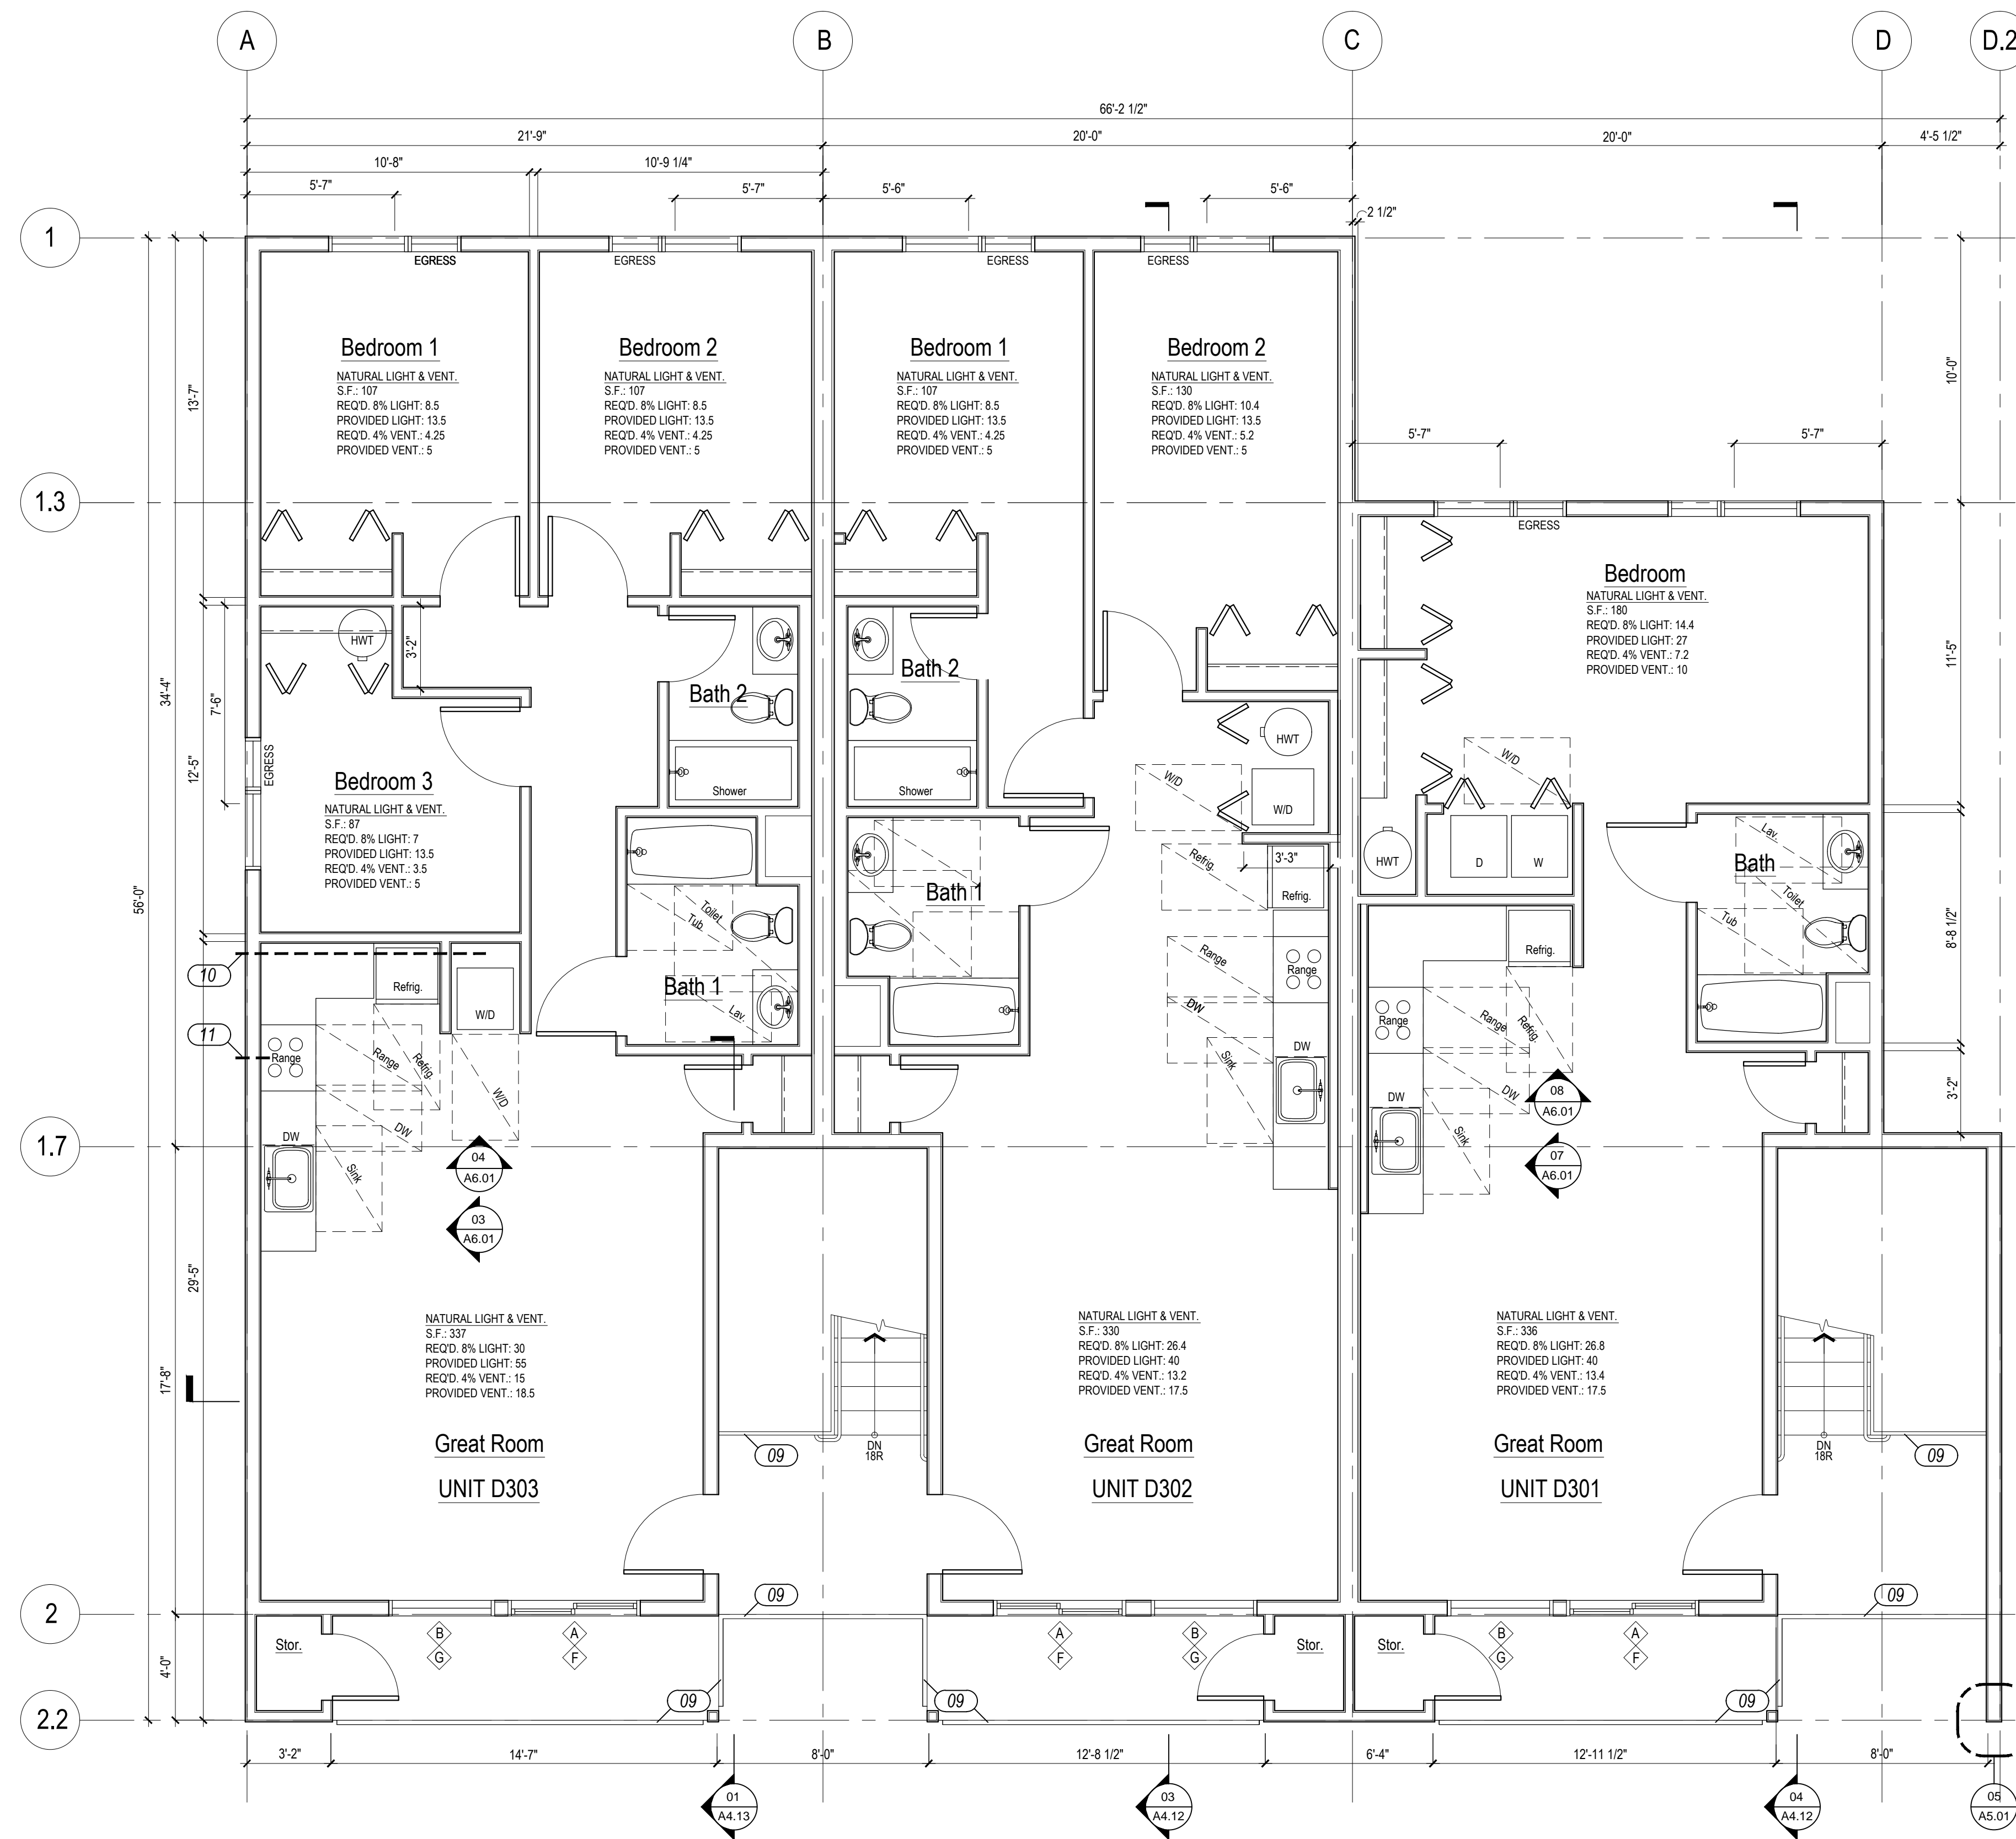 A B C D D.2
66'-2 1/2"
21'-9" 20'-0" 20'-0" 4'-5 1/2"
10'-8" 10'-9 1/4"
5'-7" 5'-7" 5'-6" 5'-6"
2 1/2"
1
EGRESS EGRESS EGRESS EGRESS
Bedroom 1
NATURAL LIGHT & VENT.
S.F.: 107
REQ'D. 8% LIGHT: 8.5
PROVIDED LIGHT: 13.5
REQ'D. 4% VENT.: 4.25
PROVIDED VENT.: 5
Bedroom 2
NATURAL LIGHT & VENT.
S.F.: 107
REQ'D. 8% LIGHT: 8.5
PROVIDED LIGHT: 13.5
REQ'D. 4% VENT.: 4.25
PROVIDED VENT.: 5
Bedroom 1
NATURAL LIGHT & VENT.
S.F.: 107
REQ'D. 8% LIGHT: 8.5
PROVIDED LIGHT: 13.5
REQ'D. 4% VENT.: 4.25
PROVIDED VENT.: 5
Bedroom 2
NATURAL LIGHT & VENT.
S.F.: 130
REQ'D. 8% LIGHT: 10.4
PROVIDED LIGHT: 13.5
REQ'D. 4% VENT.: 5.2
PROVIDED VENT.: 5
13'-7"
10'-0"
5'-7" 5'-7"
1.3
EGRESS
Bedroom
NATURAL LIGHT & VENT.
S.F.: 180
REQ'D. 8% LIGHT: 14.4
PROVIDED LIGHT: 27
REQ'D. 4% VENT.: 7.2
PROVIDED VENT.: 10
11'-5"
HWT
3'-2"
34'-4"
7'-6"
12'-5"
56'-0"
EGRESS
Bath 2
Shower
Bath 2
Shower
HWT
W/D
W/D
W/D
Bedroom 3
NATURAL LIGHT & VENT.
S.F.: 87
REQ'D. 8% LIGHT: 7
PROVIDED LIGHT: 13.5
REQ'D. 4% VENT.: 3.5
PROVIDED VENT.: 5
HWT
D W
Lav.
Bath
Toilet
Tub
8'-8 1/2"
3'-2"
Toilet
Tub
Bath 1
Lav.
Bath 1
Refrig.
3'-3"
Refrig.
Range
Range
DW
DW
Sink
10
11
Refrig.
W/D
Range
Range
Refrig.
W/D
DW
DW
Sink
Refrig.
Range
Range
Refrig.
DW
DW
Sink
08
A6.01
07
A6.01
1.7
04
A6.01
03
A6.01
29'-5"
17'-8"
NATURAL LIGHT & VENT.
S.F.: 337
REQ'D. 8% LIGHT: 30
PROVIDED LIGHT: 55
REQ'D. 4% VENT.: 15
PROVIDED VENT.: 18.5
Great Room
UNIT D303
NATURAL LIGHT & VENT.
S.F.: 330
REQ'D. 8% LIGHT: 26.4
PROVIDED LIGHT: 40
REQ'D. 4% VENT.: 13.2
PROVIDED VENT.: 17.5
Great Room
UNIT D302
NATURAL LIGHT & VENT.
S.F.: 336
REQ'D. 8% LIGHT: 26.8
PROVIDED LIGHT: 40
REQ'D. 4% VENT.: 13.4
PROVIDED VENT.: 17.5
Great Room
UNIT D301
09
DN
18R
DN
18R
09
2
09
09
Stor.
B
G
A
F
A
F
B
G
Stor.
Stor.
B
G
A
F
4'-0"
09
09
09
2.2
3'-2" 14'-7" 8'-0" 12'-8 1/2" 6'-4" 12'-11 1/2" 8'-0"
01
A4.13
03
A4.12
04
A4.12
05
A5.01